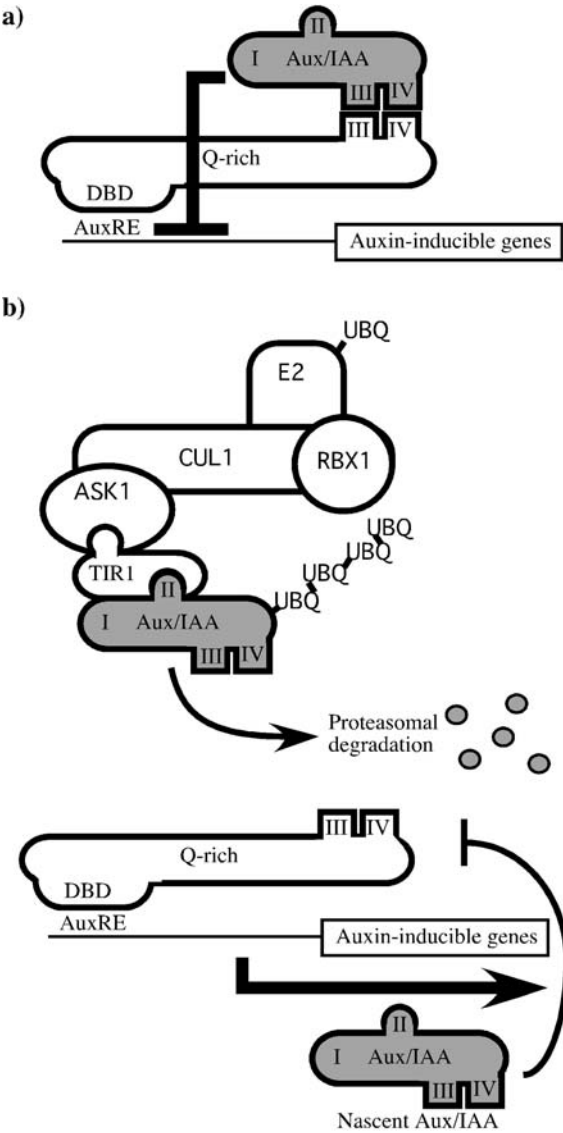 a)
II
I Aux/IAA
III IV
III IV
Q-rich
DBD
AuxRE
Auxin-inducible genes
b)
UBQ
E2
CUL1
RBX1
ASK1
UBQ
UBQ
UBQ
UBQ
TIR1
II
I Aux/IAA
III IV
Proteasomal
degradation
III IV
Q-rich
DBD
AuxRE
Auxin-inducible genes
II
I Aux/IAA
III IV
Nascent Aux/IAA